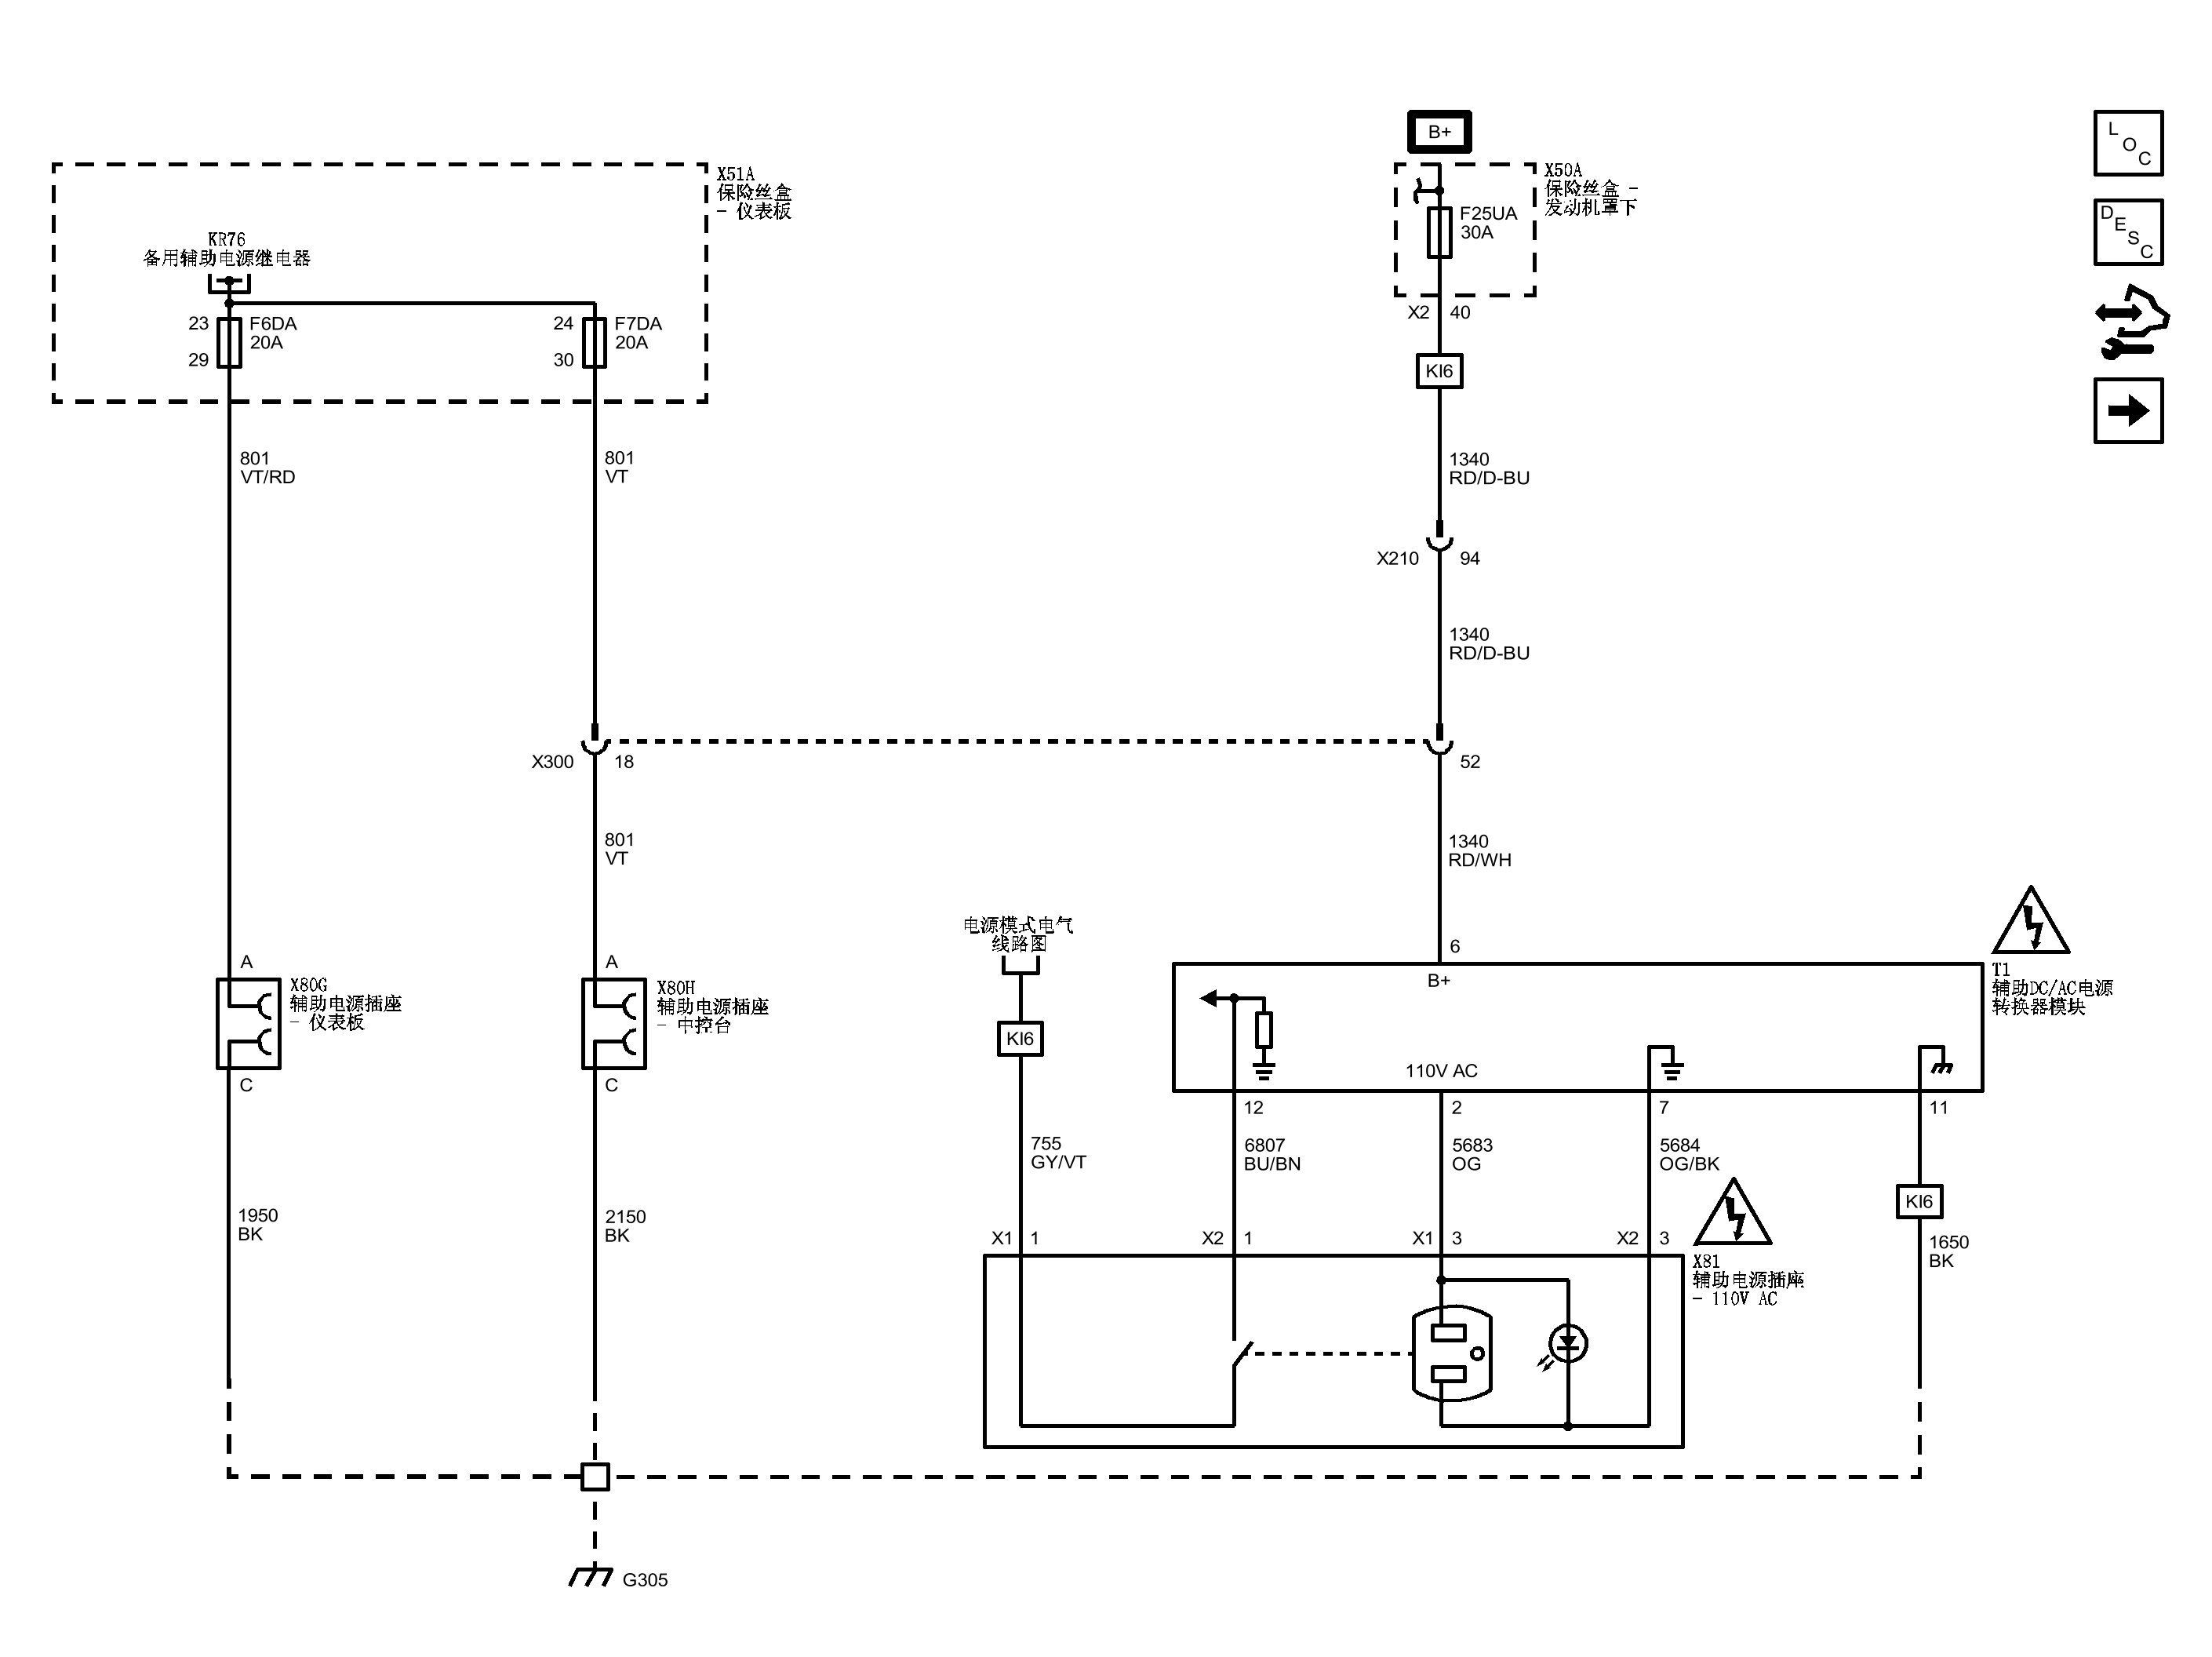 B+
L
O
C
X51A
保险丝盒
- 仪表板
X50A
保险丝盒 -
发动机罩下
F25UA
30A
D
E
S
C
KR76
备用辅助电源继电器
X2 40
23
F6DA
20A
29
24
F7DA
20A
30
KI6
801
VT/RD
801
VT
1340
RD/D-BU
X210 94
1340
RD/D-BU
X300 18
52
801
VT
1340
RD/WH
电源模式电气
线路图
6
A
A
B+
T1
辅助DC/AC电源
转换器模块
X80G
辅助电源插座
- 仪表板
X80H
辅助电源插座
- 中控台
KI6
110V AC
C
C
12
2
7
11
755
GY/VT
6807
BU/BN
5683
OG
5684
OG/BK
KI6
1950
BK
2150
BK
X1 1
X2 1
X1 3
X2 3
1650
BK
X81
辅助电源插座
- 110V AC
G305